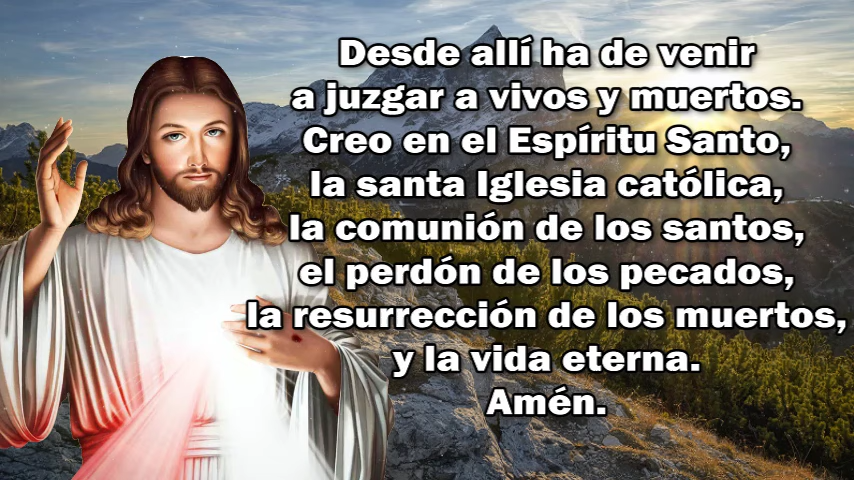 Desde allí ha de venir
a juzgar a vivos y muertos.
Creo en el Espíritu Santo,
la santa Iglesia católica,
la comunión de los santos,
el perdón de los pecados,
la resurrección de los muertos,
y la vida eterna.
Amén.